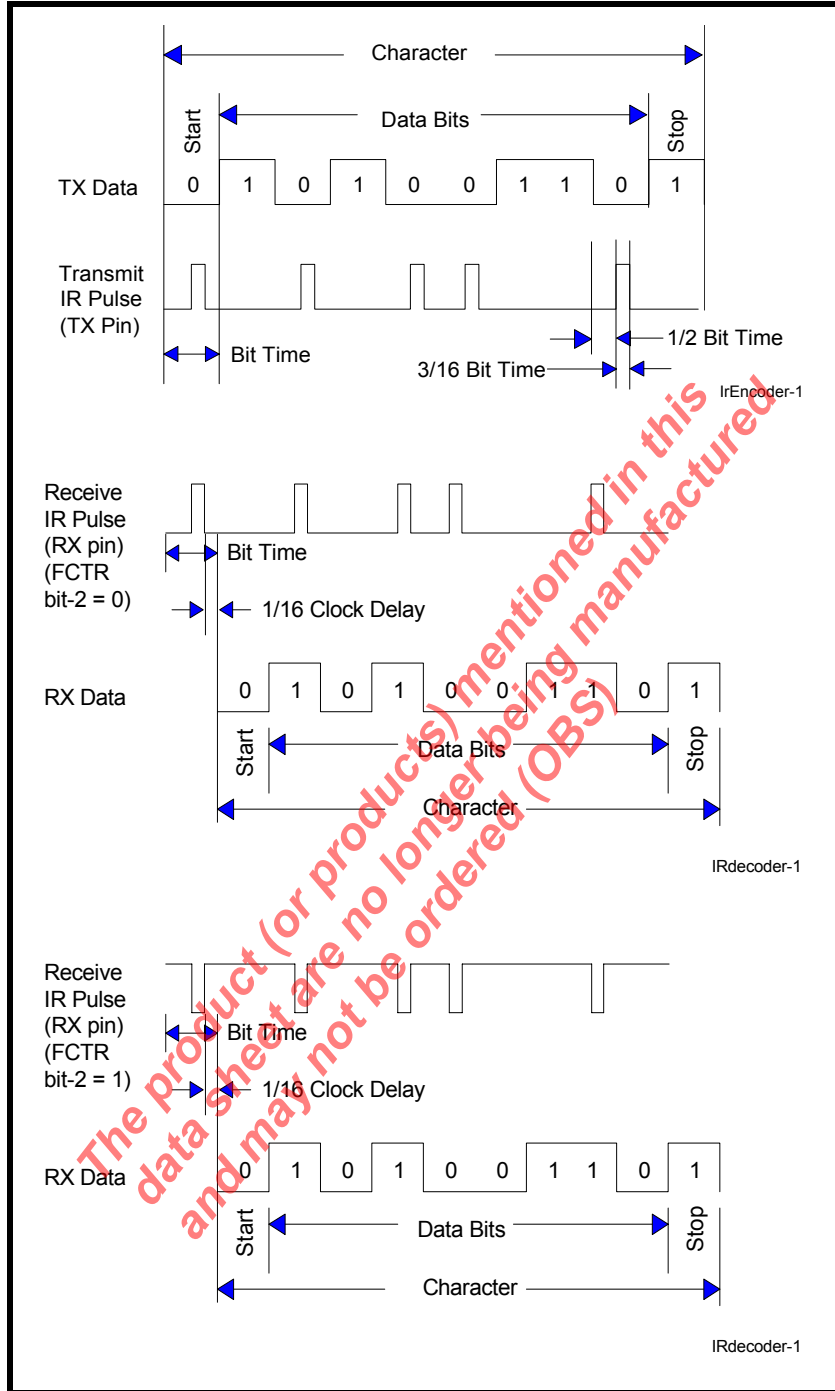 Character
Start
Data Bits
Stop
TX Data
0 1 0 1 0 0 1 1 0 1
Transmit
IR Pulse
(TX Pin)
Bit Time
1/2 Bit Time
3/16 Bit Time
IrEncoder-1
Receive
IR Pulse
(RX pin)
(FCTR
bit-2 = 0)
Bit Time
1/16 Clock Delay
RX Data
0 1 0 1 0 0 1 1 0 1
Start
Data Bits
Stop
Character
IRdecoder-1
Receive
IR Pulse
(RX pin)
(FCTR
bit-2 = 1)
Bit Time
1/16 Clock Delay
RX Data
0 1 0 1 0 0 1 1 0 1
Start
Data Bits
Stop
Character
IRdecoder-1
The product (or products) mentioned in this
data sheet are no longer being manufactured
and may not be ordered (OBS)